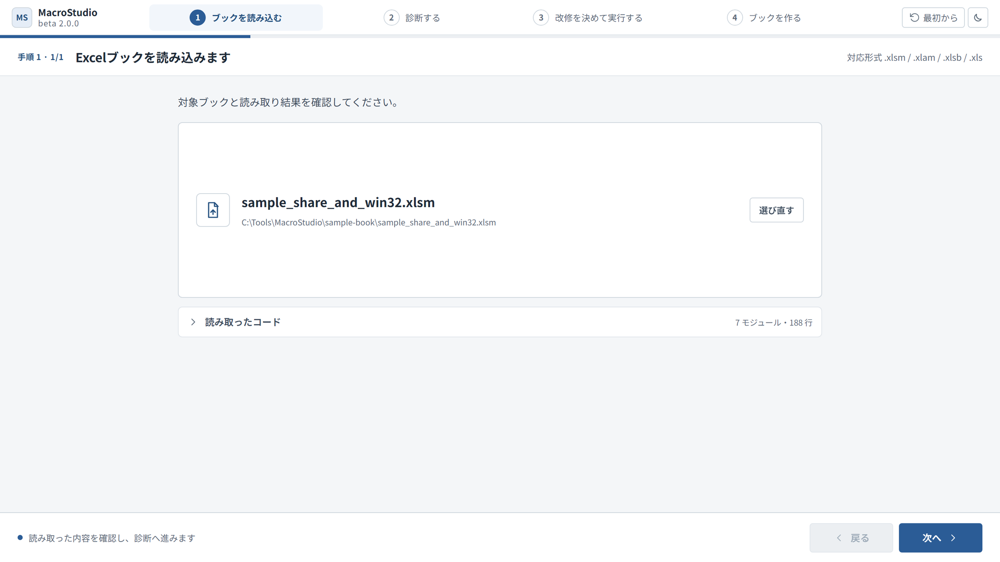 MS
MacroStudio
beta 2.0.0
1 ブックを読み込む
2 診断する
3 改修を決めて実行する
4 ブックを作る
最初から
手順 1 · 1/1
Excelブックを読み込みます
対応形式 .xlsm / .xlam / .xlsb / .xls
対象ブックと読み取り結果を確認してください。
sample_share_and_win32.xlsm
C:\Tools\MacroStudio\sample-book\sample_share_and_win32.xlsm
選び直す
読み取ったコード
7 モジュール・188 行
読み取った内容を確認し、診断へ進みます
戻る
次へ